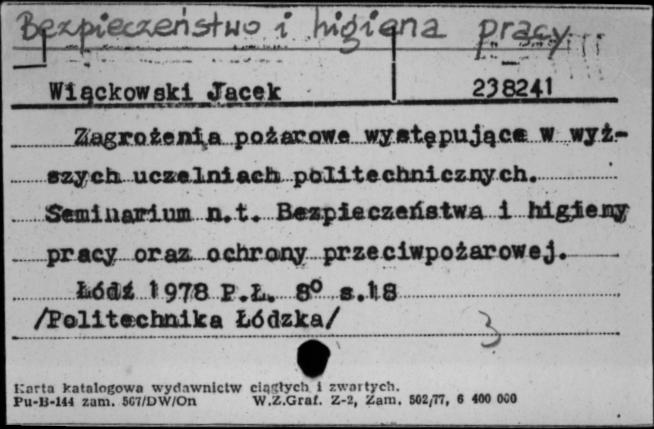 Bezpieczeństwo i higiena pracy
Wiąckowski Jacek 238241
Zagrożenia pożarowe występujące w wyż-
szych uczelniach politechnicznych.
Seminarium n.t. Bezpieczeństwa i higieny
pracy oraz ochrony przeciwpożarowej.
Łódź 1978 P.Ł. 8° s.18
/Politechnika Łódzka/
3
Karta katalogowa wydawnictw ciągłych i zwartych.
Pu-B-144 zam. 567/DW/On W.Z.Graf. Z-2, Zam. 502/77, 6 400 000